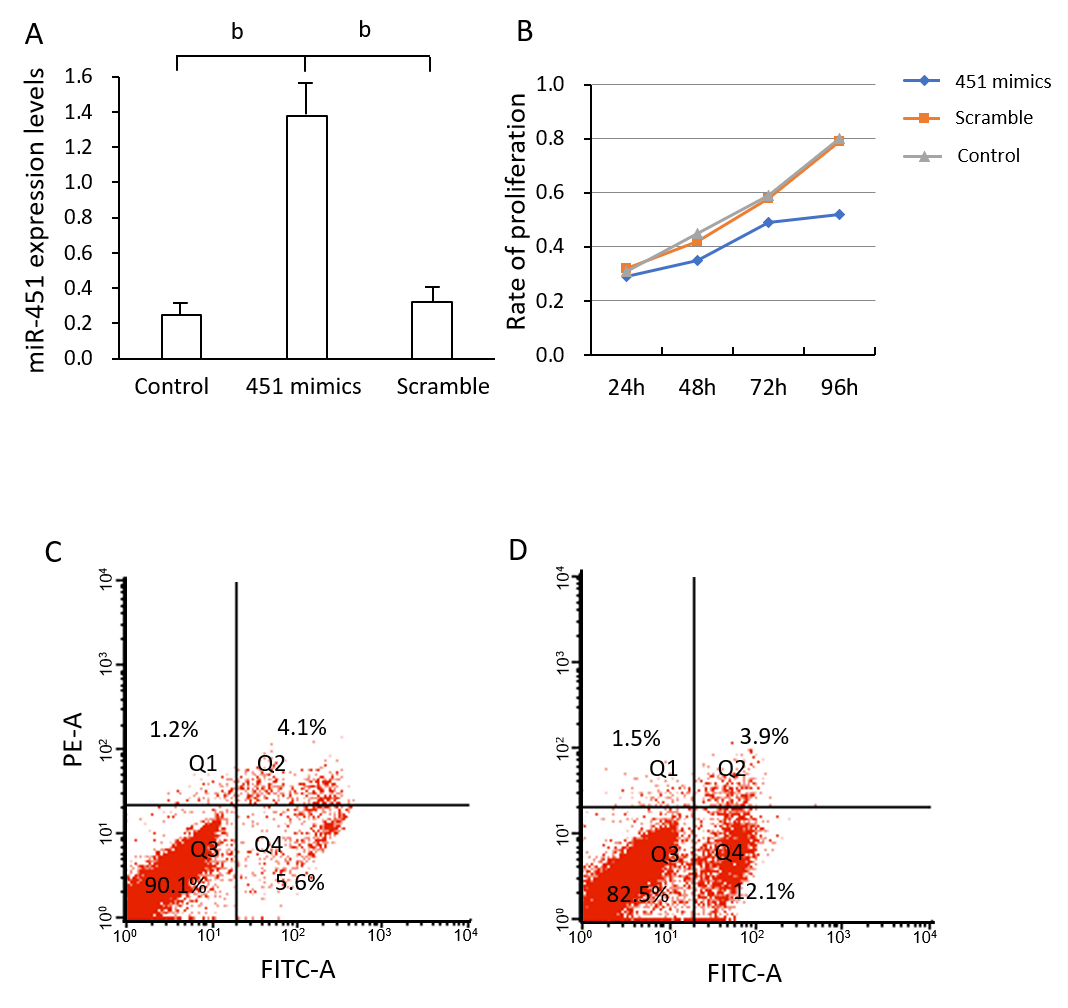 A
b b
miR-451 expression levels
1.6
1.4
1.2
1.0
0.8
0.6
0.4
0.2
0.0
Control 451 mimics Scramble
B
Rate of proliferation
1.0
0.8
0.6
0.4
0.2
0.0
24h 48h 72h 96h
451 mimics
Scramble
Control
C
PE-A
10⁴
10³
10²
10¹
10⁰
1.2% 4.1%
Q1 Q2
Q3 Q4
90.1% 5.6%
10⁰ 10¹ 10² 10³ 10⁴
FITC-A
D
10⁴
10³
10²
10¹
10⁰
1.5% 3.9%
Q1 Q2
Q3 Q4
82.5% 12.1%
10⁰ 10¹ 10² 10³ 10⁴
FITC-A